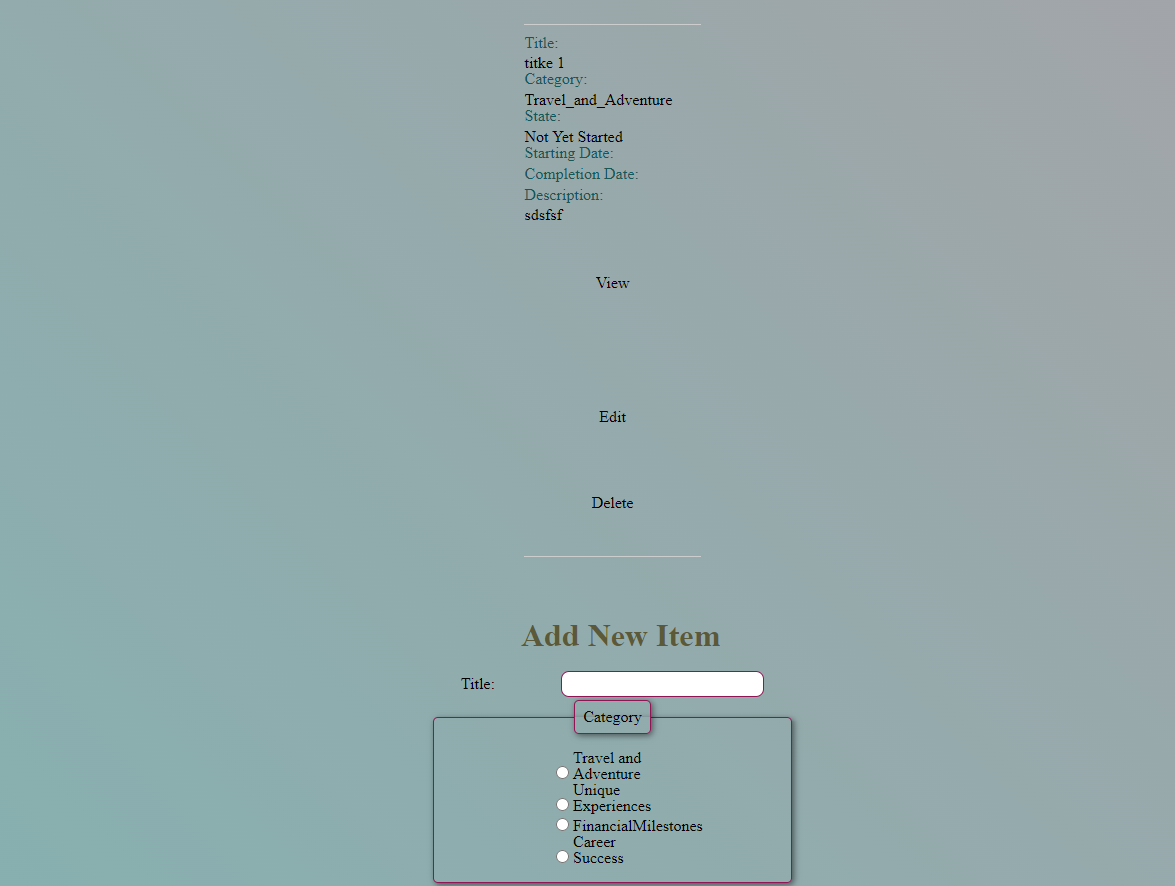 Title:
titke 1
Category:
Travel_and_Adventure
State:
Not Yet Started
Starting Date:
Completion Date:
Description:
sdsfsf
View
Edit
Delete
Add New Item
Title:
Category
Travel and
Adventure
Unique
Experiences
FinancialMilestones
Career
Success